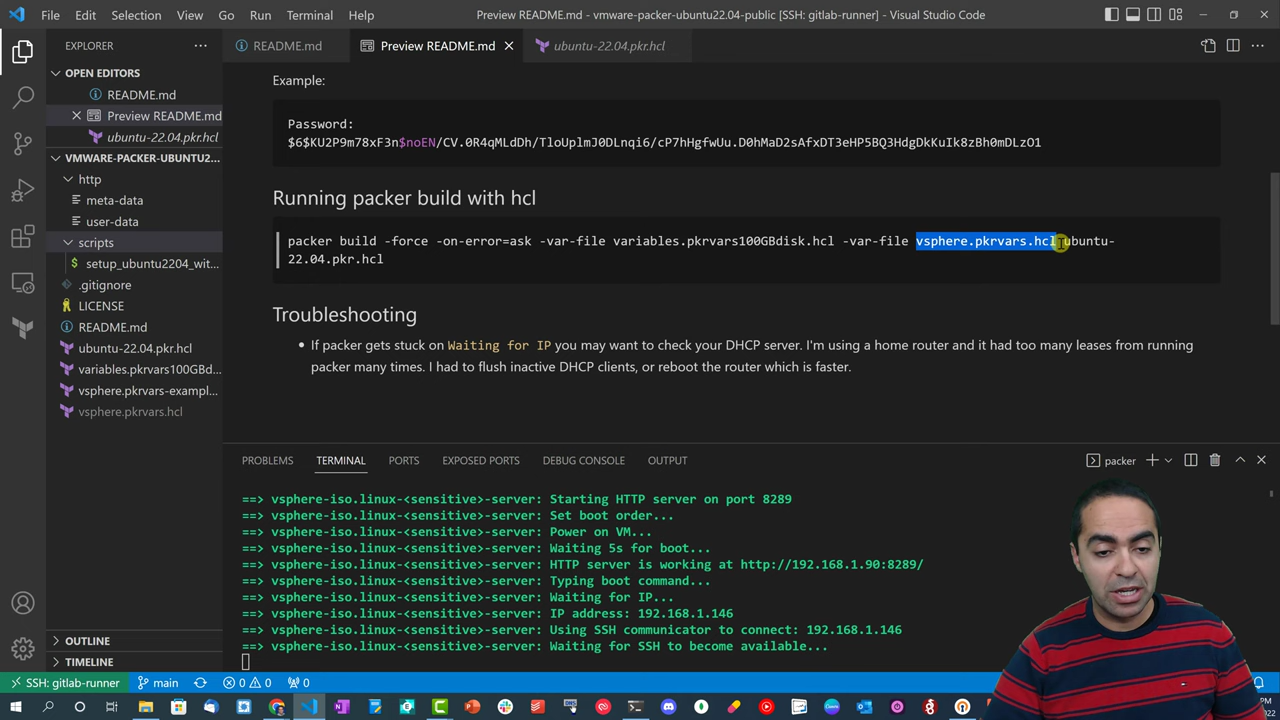 File Edit Selection View Go Run Terminal Help
Preview README.md - vmware-packer-ubuntu22.04-public [SSH: gitlab-runner] - Visual Studio Code
EXPLORER
README.md
Preview README.md
ubuntu-22.04.pkr.hcl
OPEN EDITORS
README.md
Preview README.md
ubuntu-22.04.pkr.hcl
VMWARE-PACKER-UBUNTU2...
http
meta-data
user-data
scripts
setup_ubuntu2204_wit...
.gitignore
LICENSE
README.md
ubuntu-22.04.pkr.hcl
variables.pkrvars100GBd...
vsphere.pkrvars-exampl...
vsphere.pkrvars.hcl
OUTLINE
TIMELINE
Example:
Password:
$6$KU2P9m78xF3n$noEN/CV.0R4qMLdDh/TloUplmJ0DLnqi6/cP7hHgfwUu.D0hMaD2sAfxDT3eHP5BQ3HdgDkKuIk8zBh0mDLzO1
Running packer build with hcl
packer build -force -on-error=ask -var-file variables.pkrvars100GBdisk.hcl -var-file vsphere.pkrvars.hcl ubuntu-
22.04.pkr.hcl
Troubleshooting
• If packer gets stuck on Waiting for IP you may want to check your DHCP server. I'm using a home router and it had too many leases from running
packer many times. I had to flush inactive DHCP clients, or reboot the router which is faster.
PROBLEMS TERMINAL PORTS EXPOSED PORTS DEBUG CONSOLE OUTPUT
packer
==> vsphere-iso.linux-<sensitive>-server: Starting HTTP server on port 8289
==> vsphere-iso.linux-<sensitive>-server: Set boot order...
==> vsphere-iso.linux-<sensitive>-server: Power on VM...
==> vsphere-iso.linux-<sensitive>-server: Waiting 5s for boot...
==> vsphere-iso.linux-<sensitive>-server: HTTP server is working at http://192.168.1.90:8289/
==> vsphere-iso.linux-<sensitive>-server: Typing boot command...
==> vsphere-iso.linux-<sensitive>-server: Waiting for IP...
==> vsphere-iso.linux-<sensitive>-server: IP address: 192.168.1.146
==> vsphere-iso.linux-<sensitive>-server: Using SSH communicator to connect: 192.168.1.146
==> vsphere-iso.linux-<sensitive>-server: Waiting for SSH to become available...
SSH: gitlab-runner main 0 0 0